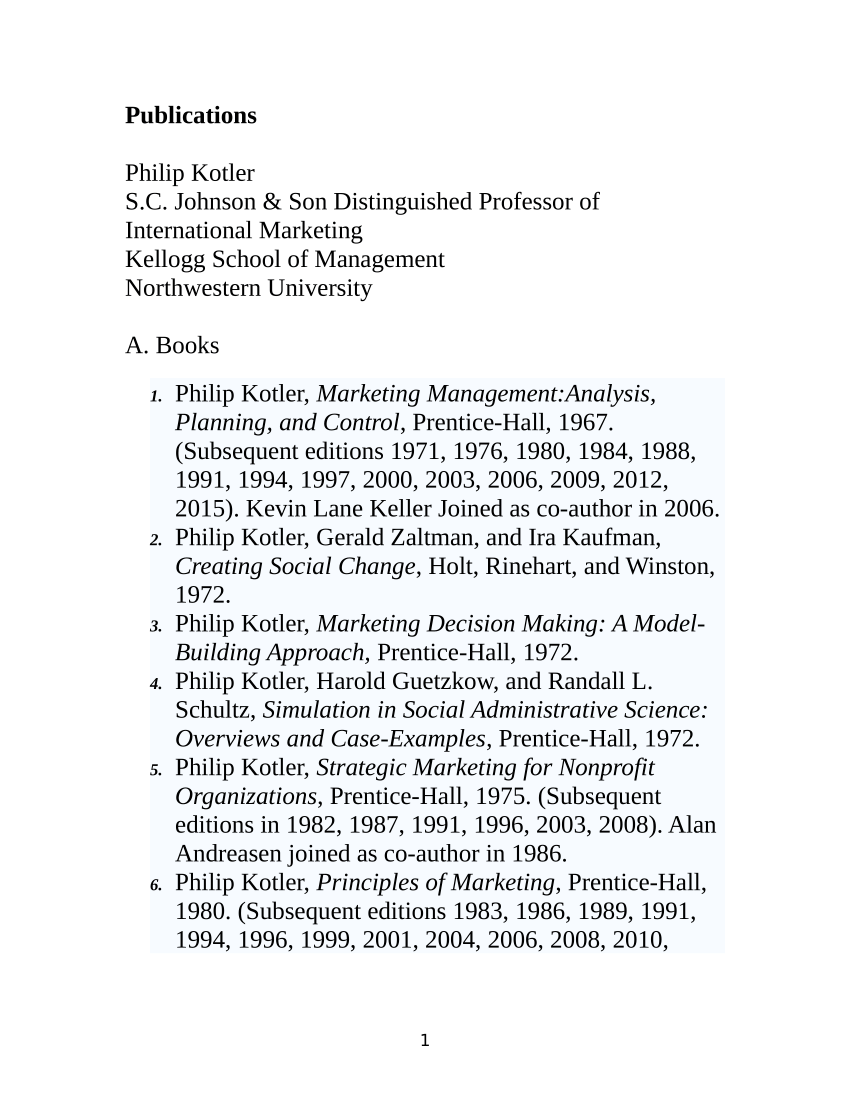 Publications
Philip Kotler
S.C. Johnson & Son Distinguished Professor of
International Marketing
Kellogg School of Management
Northwestern University
A. Books
1. Philip Kotler, Marketing Management:Analysis,
Planning, and Control, Prentice-Hall, 1967.
(Subsequent editions 1971, 1976, 1980, 1984, 1988,
1991, 1994, 1997, 2000, 2003, 2006, 2009, 2012,
2015). Kevin Lane Keller Joined as co-author in 2006.
2. Philip Kotler, Gerald Zaltman, and Ira Kaufman,
Creating Social Change, Holt, Rinehart, and Winston,
1972.
3. Philip Kotler, Marketing Decision Making: A Model-
Building Approach, Prentice-Hall, 1972.
4. Philip Kotler, Harold Guetzkow, and Randall L.
Schultz, Simulation in Social Administrative Science:
Overviews and Case-Examples, Prentice-Hall, 1972.
5. Philip Kotler, Strategic Marketing for Nonprofit
Organizations, Prentice-Hall, 1975. (Subsequent
editions in 1982, 1987, 1991, 1996, 2003, 2008). Alan
Andreasen joined as co-author in 1986.
6. Philip Kotler, Principles of Marketing, Prentice-Hall,
1980. (Subsequent editions 1983, 1986, 1989, 1991,
1994, 1996, 1999, 2001, 2004, 2006, 2008, 2010,
1